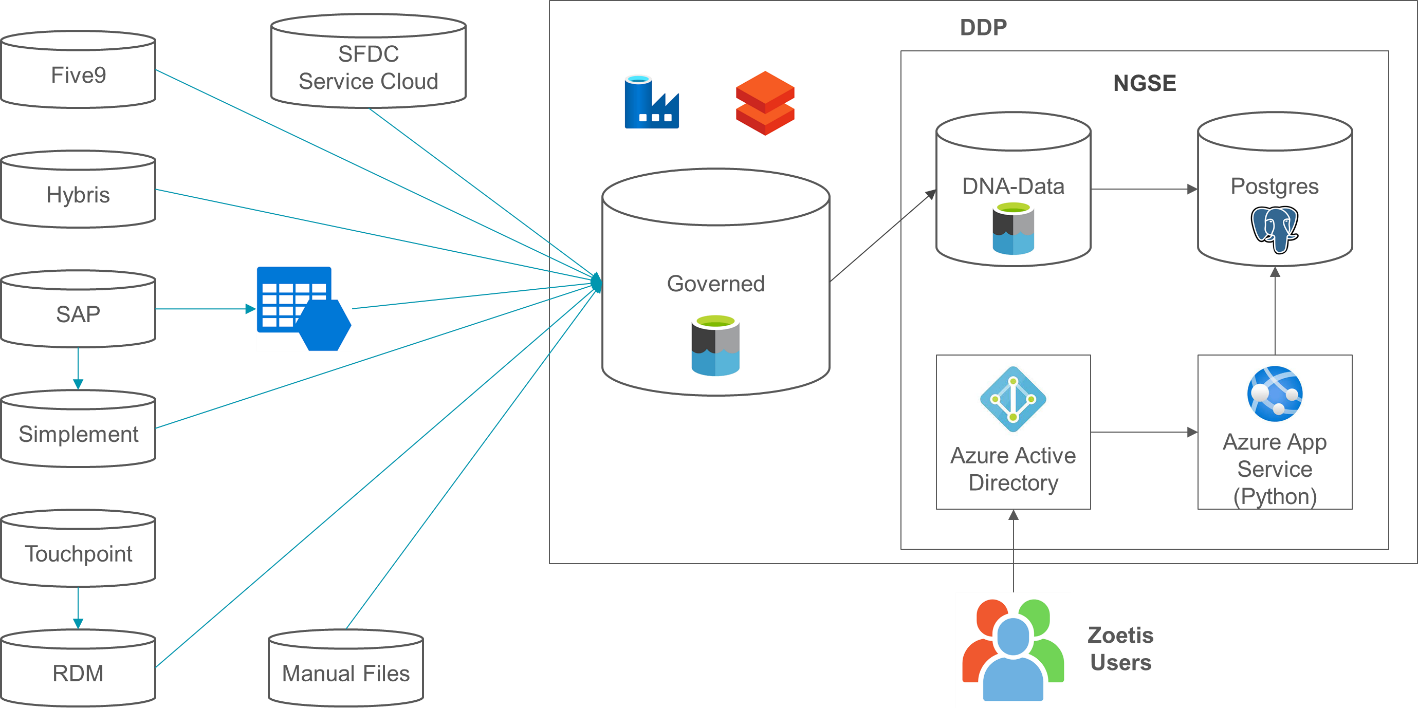 DDP
SFDC
Service Cloud
Five9
NGSE
DNA-Data
Postgres
Hybris
Governed
SAP
Simplement
Azure Active
Directory
Azure App
Service
(Python)
Touchpoint
Zoetis
Users
RDM
Manual Files